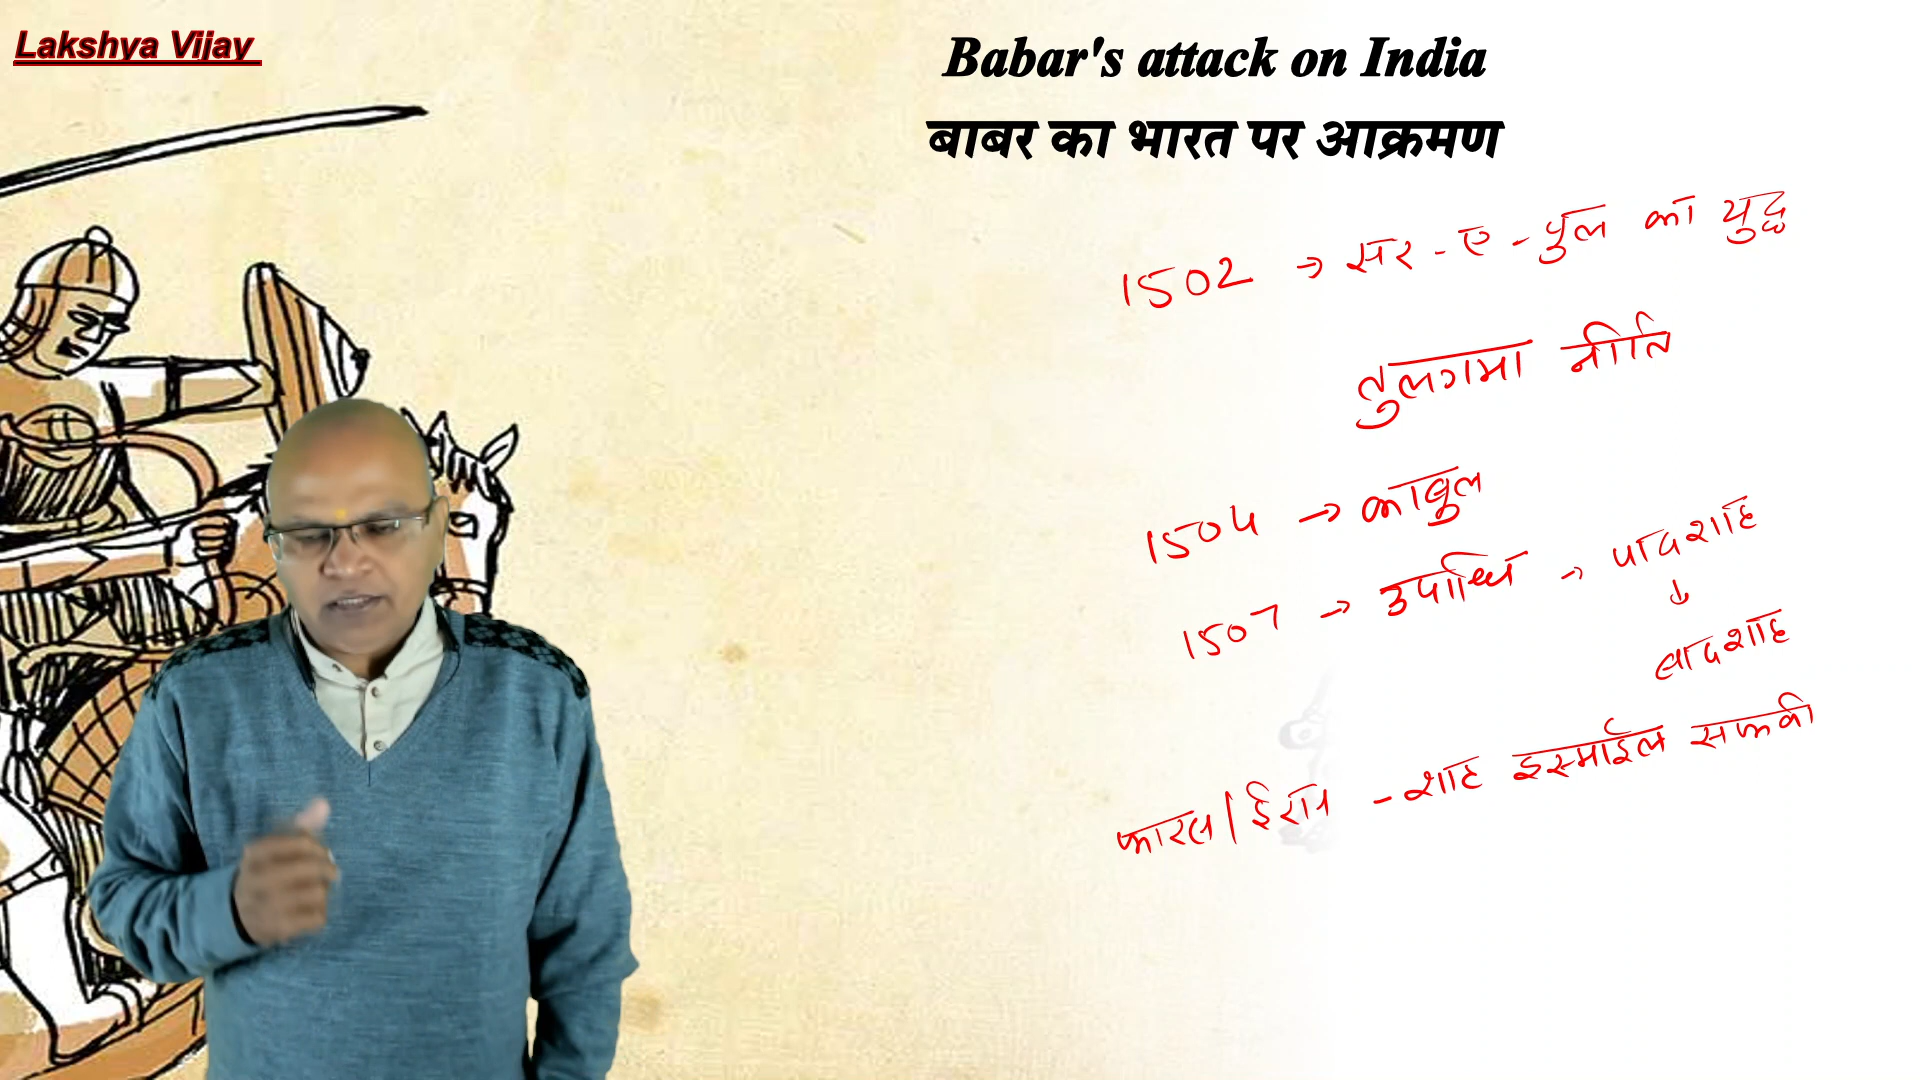 Lakshya Vijay
Babar's attack on India
बाबर का भारत पर आक्रमण
1502 → सर-ए-पुल का युद्ध
तुलगमा नीति
1504 → काबुल
1507 → उपाधि → पादशाह
↓
बादशाह
फारस/ईरान - शाह इस्माईल सफवी